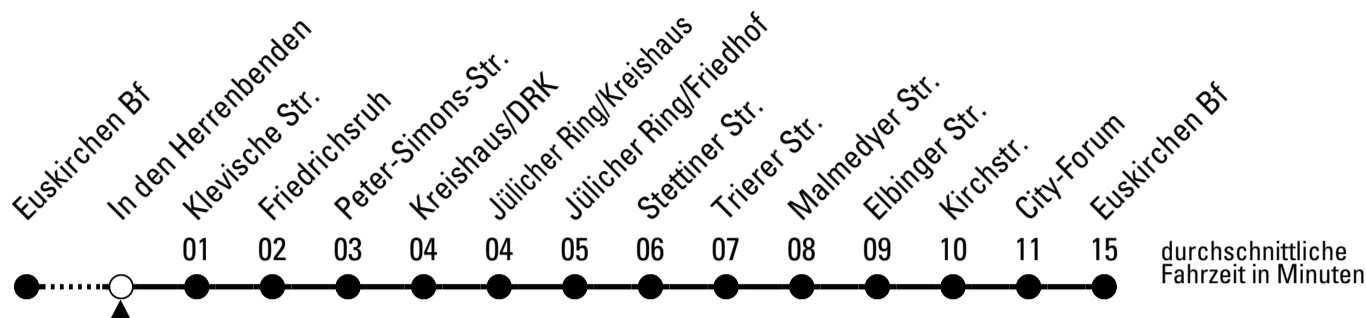 Euskirchen Bf
In den Herrenbenden
Klevische Str.
Friedrichsruh
Peter-Simons-Str.
Kreishaus/DRK
Jülicher Ring/Kreishaus
Jülicher Ring/Friedhof
Stettiner Str.
Trierer Str.
Malmedyer Str.
Elbinger Str.
Kirchstr.
City-Forum
Euskirchen Bf
01 02 03 04 04 05 06 07 08 09 10 11 15
durchschnittliche
Fahrzeit in Minuten